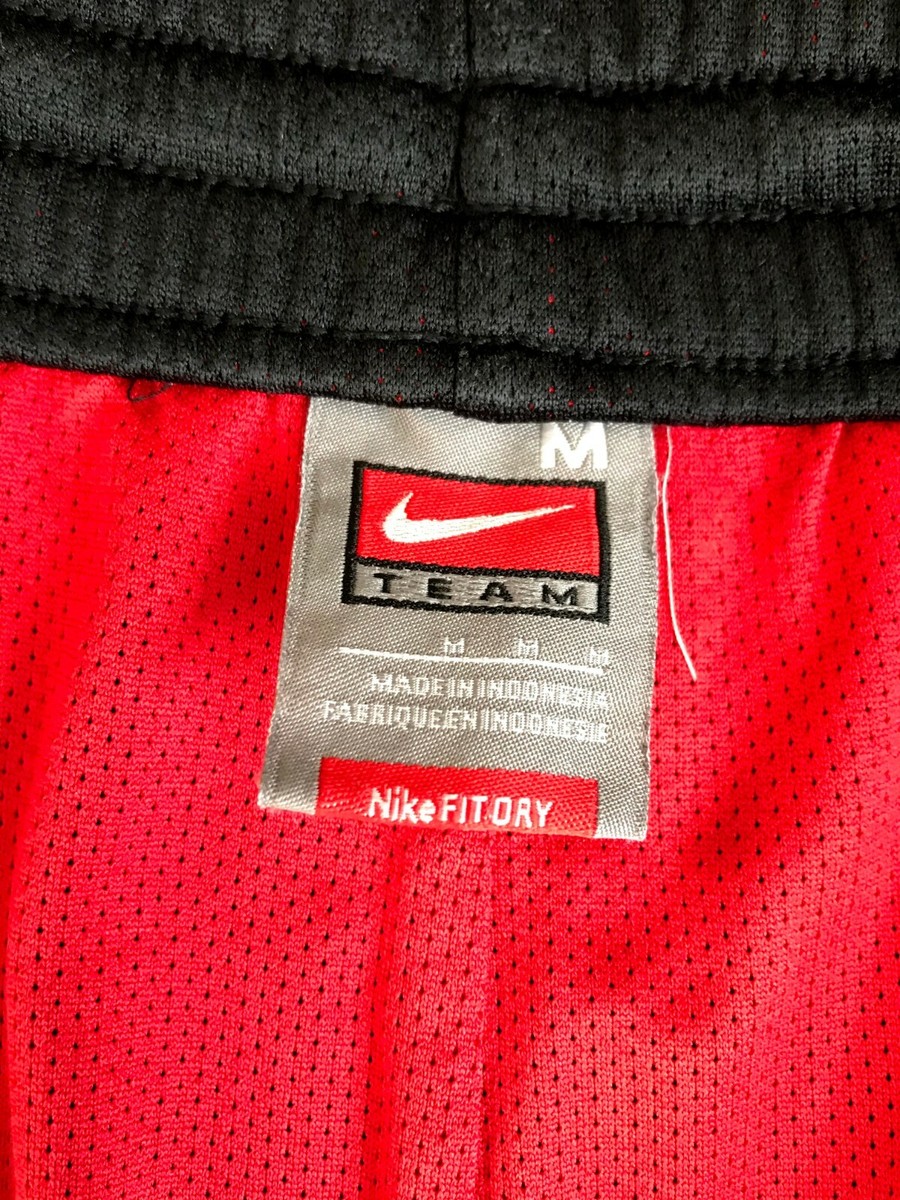 M
TEAM
M M M
MADE IN INDONESIA
FABRIQUE EN INDONESIE
Nike FIT DRY